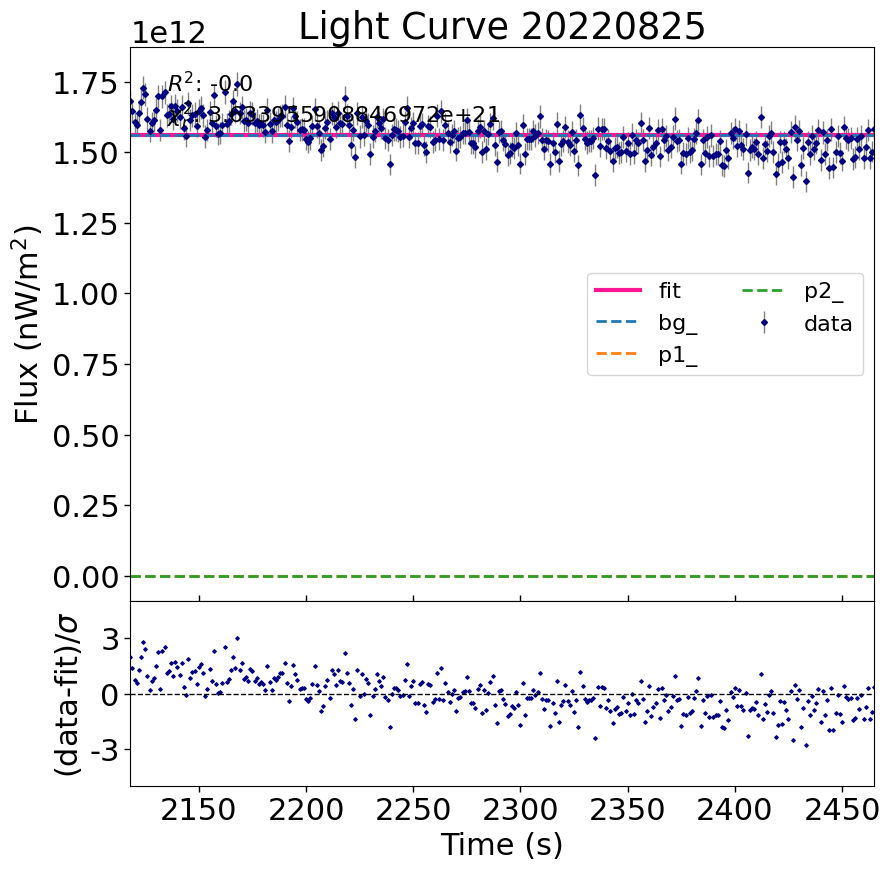 Light Curve 20220825
1e12
R²: -0.0
Flux (nW/m²)
1.75
1.50
1.25
1.00
0.75
0.50
0.25
0.00
fit
bg_
p1_
p2_
data
(data-fit)/σ
3
0
-3
2150 2200 2250 2300 2350 2400 2450
Time (s)